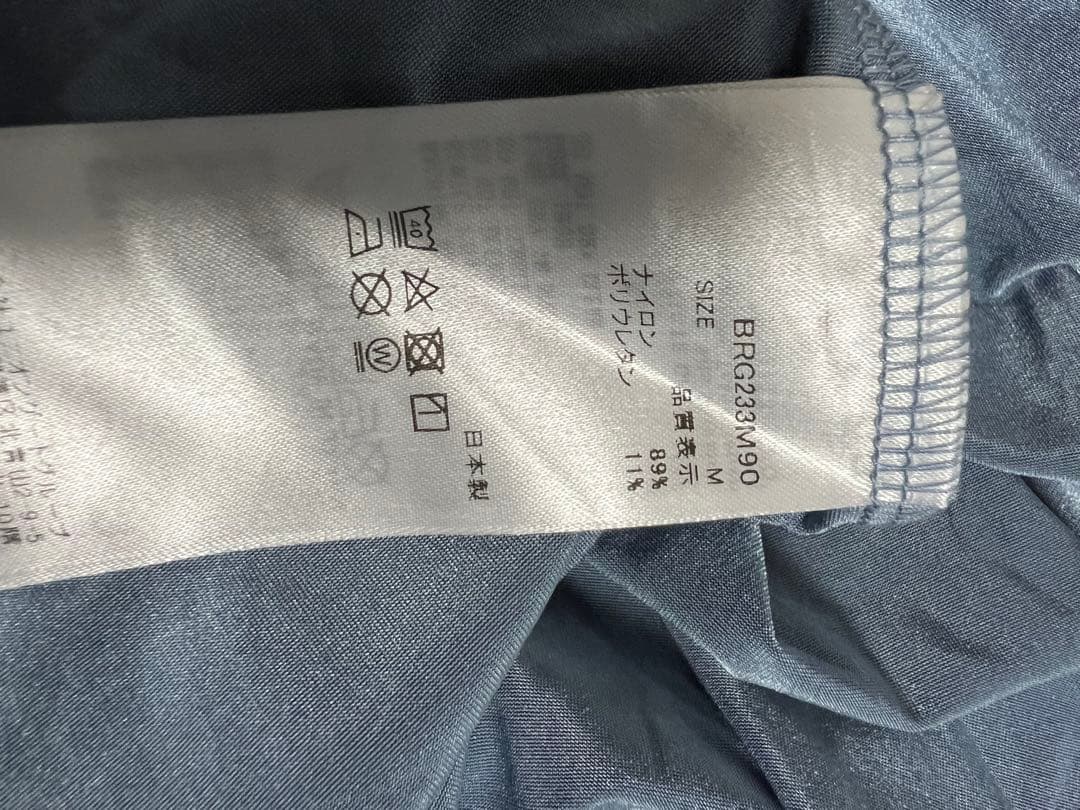 BRG233M90
SIZE M
品質表示
ナイロン 89%
ポリウレタン 11%
日本製
40
W